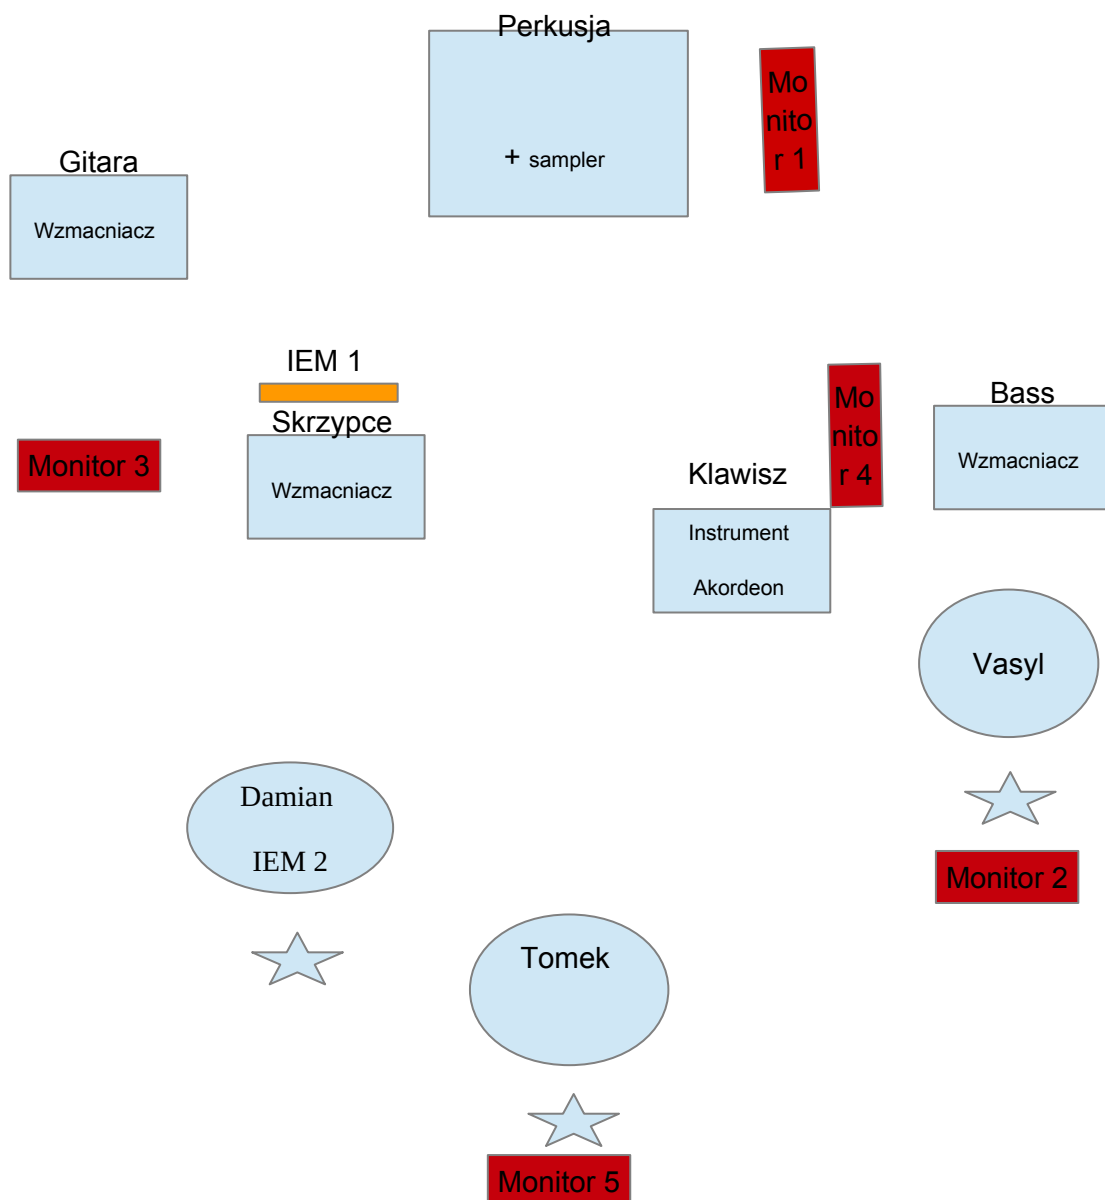 Perkusja
+ sampler
Mo
nito
r 1
Gitara
Wzmacniacz
IEM 1
Skrzypce
Wzmacniacz
Monitor 3
Mo
nito
r 4
Bass
Wzmacniacz
Klawisz
Instrument
Akordeon
Vasyl
Monitor 2
Damian
IEM 2
Tomek
Monitor 5